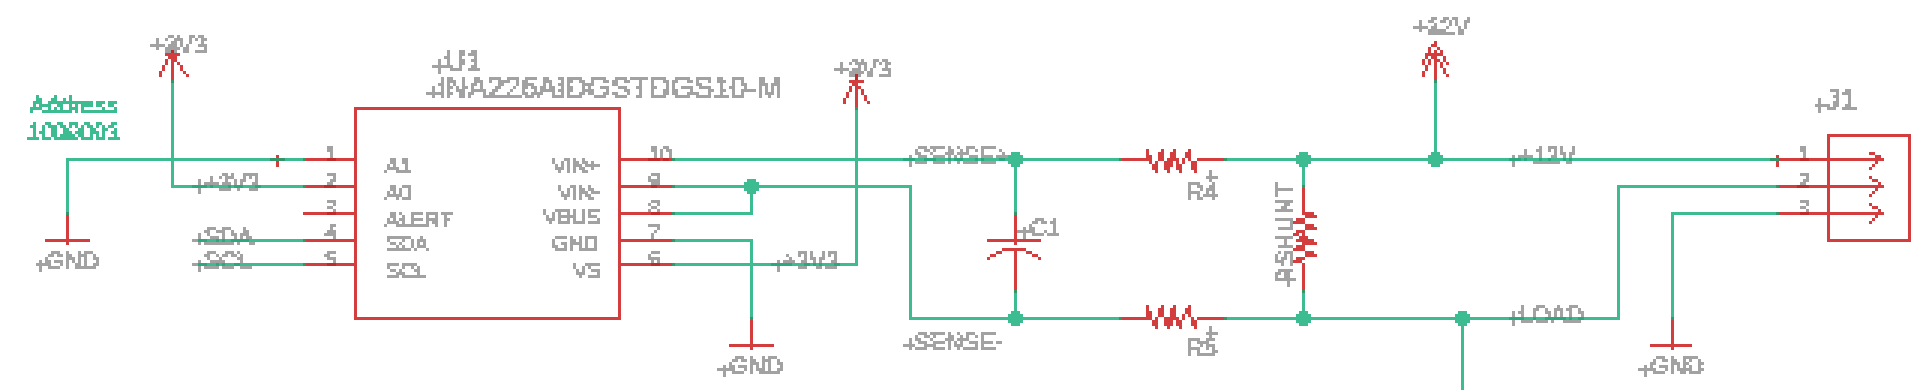 +3V3
Address
1000001
U1
INA226AIDGSTDGS10-M
+3V3
+12V
J1
1
A1
VIN+
10
SENSE+
R4
+12V
1
+3V3
2
A0
VIN-
9
2
3
ALERT
VBUS
8
RSHUNT
3
SDA
4
SDA
GND
7
C1
SCL
5
SCL
VS
6
+3V3
GND
SENSE-
R5
LOAD
GND
GND